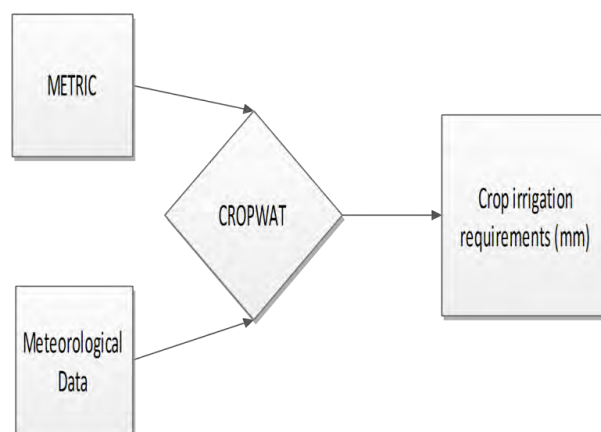 METRIC
CROPWAT
Crop irrigation
requirements (mm)
Meteorological
Data